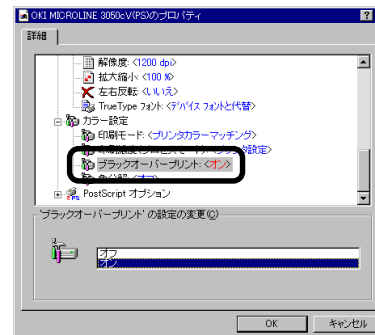 OKI MICROLINE 3050cV(PS)のプロパティ
詳細
解像度: <1200 dpi>
拡大縮小: <100 %>
左右反転: <いいえ>
TrueType フォント: <デバイス フォントと代替>
カラー設定
印刷モード: <プリンタカラーマッチング>
ブラックオーバープリント: <オン>
PostScript オプション
'ブラックオーバープリント' の設定の変更(C)
オフ
オン
OK
キャンセル